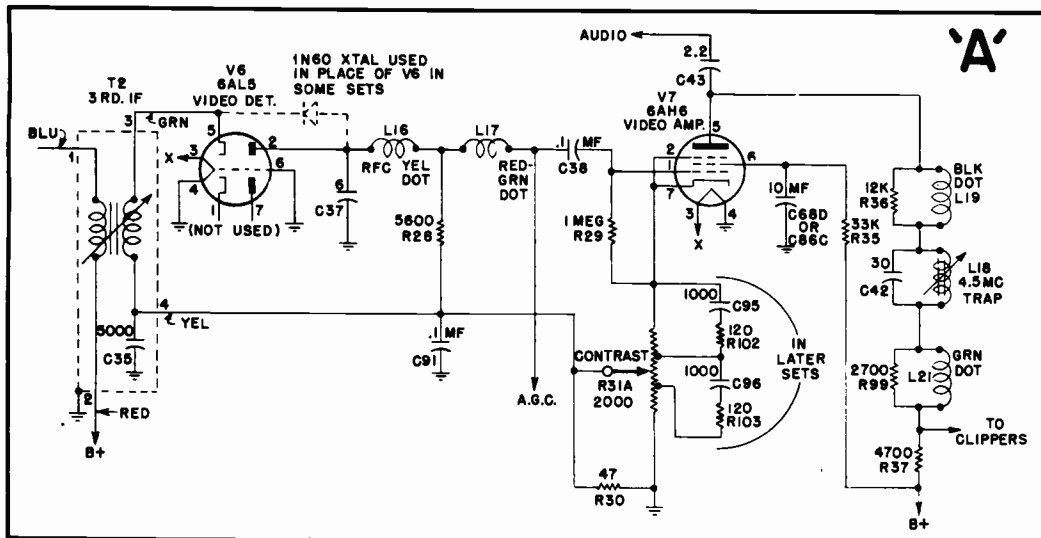 'A'
T2
3 RD. IF
BLU
1
3
GRN
V6
6AL5
VIDEO DET.
1N60 XTAL USED
IN PLACE OF V6 IN
SOME SETS
5
2
X
3
4
6
1
7
(NOT USED)
6
C37
L16
RFC
YEL
DOT
L17
RED-
GRN
DOT
5600
R28
4
YEL
5000
C35
2
RED
B+
.1 MF
C91
A.G.C.
.1 MF
C38
1 MEG
R29
AUDIO
2.2
C43
V7
6AH6
VIDEO AMP.
5
2
1
7
6
3
4
X
10 MF
C68D
OR
C86C
33K
R35
1000
C95
120
R102
1000
C96
120
R103
IN
LATER
SETS
CONTRAST
R31A
2000
47
R30
12K
R36
BLK
DOT
L19
30
C42
L18
4.5MC
TRAP
2700
R99
L21
GRN
DOT
TO
CLIPPERS
4700
R37
B+